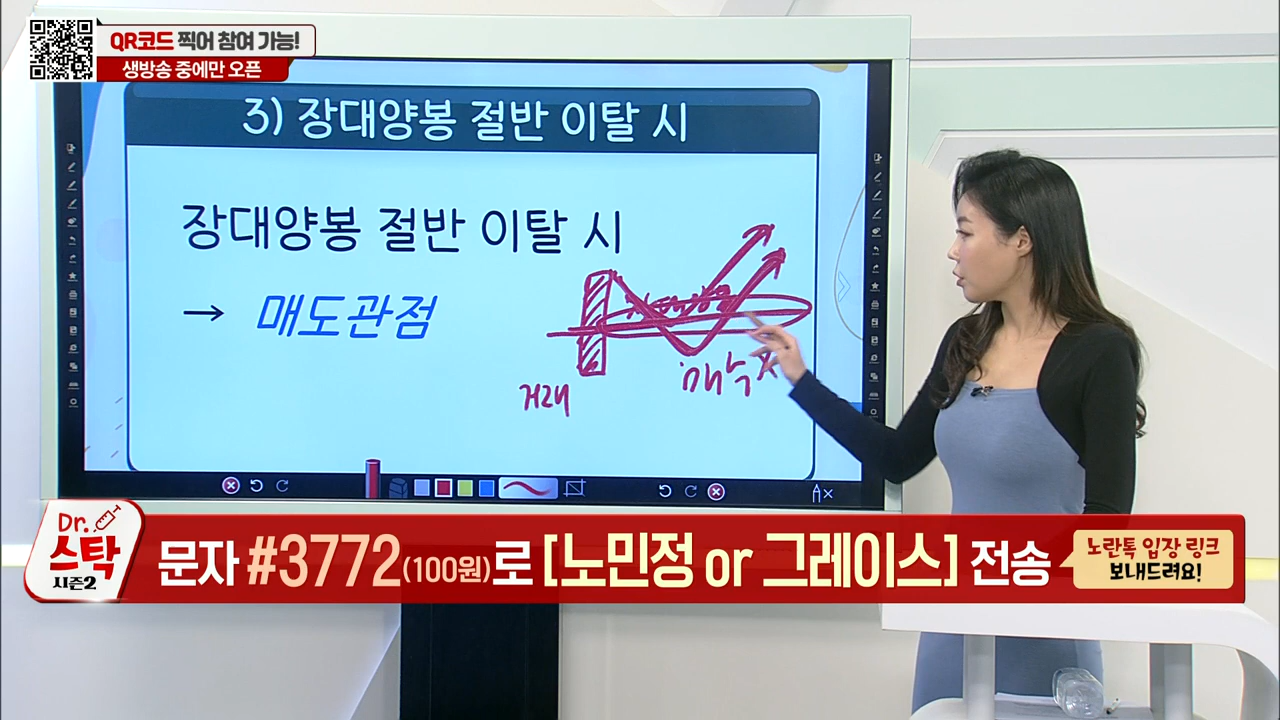 QR코드 찍어 참여 가능!
생방송 중에만 오픈
3) 장대양봉 절반 이탈 시
장대양봉 절반 이탈 시
→ 매도관점
거래
매수 X
Dr.
스탁
시즌2
문자 #3772(100원)로 [노민정 or 그레이스] 전송
노란톡 입장 링크
보내드려요!